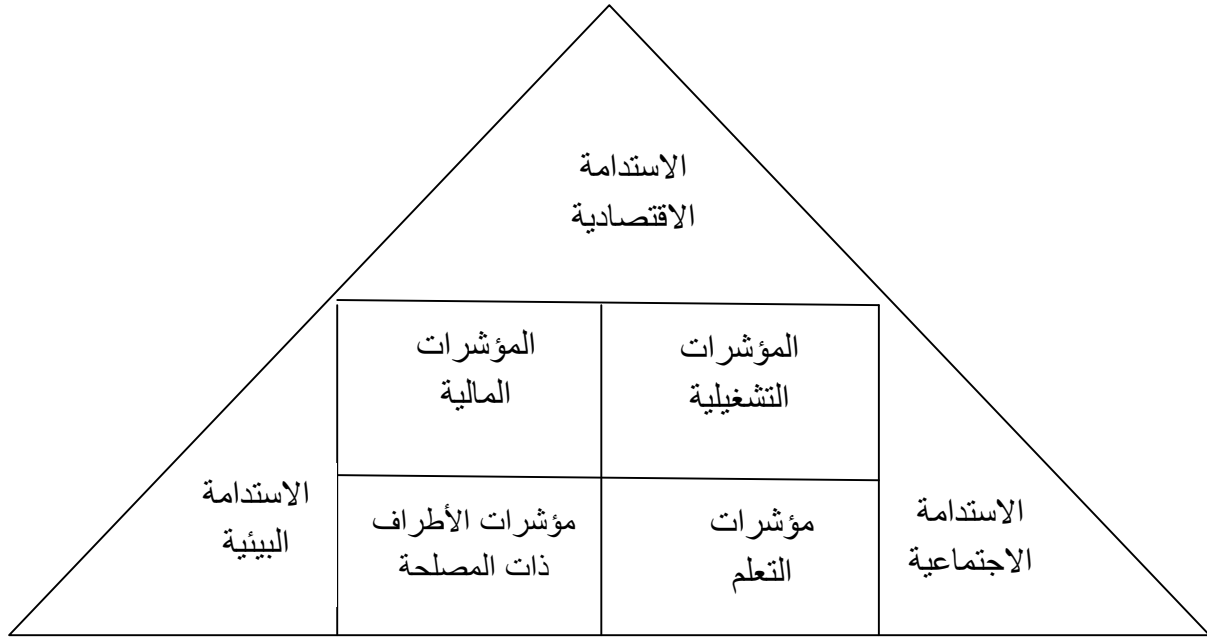 الاستدامة
الاقتصادية
المؤشرات
التشغيلية
المؤشرات
المالية
الاستدامة
الاجتماعية
مؤشرات
التعلم
مؤشرات الأطراف
ذات المصلحة
الاستدامة
البيئية